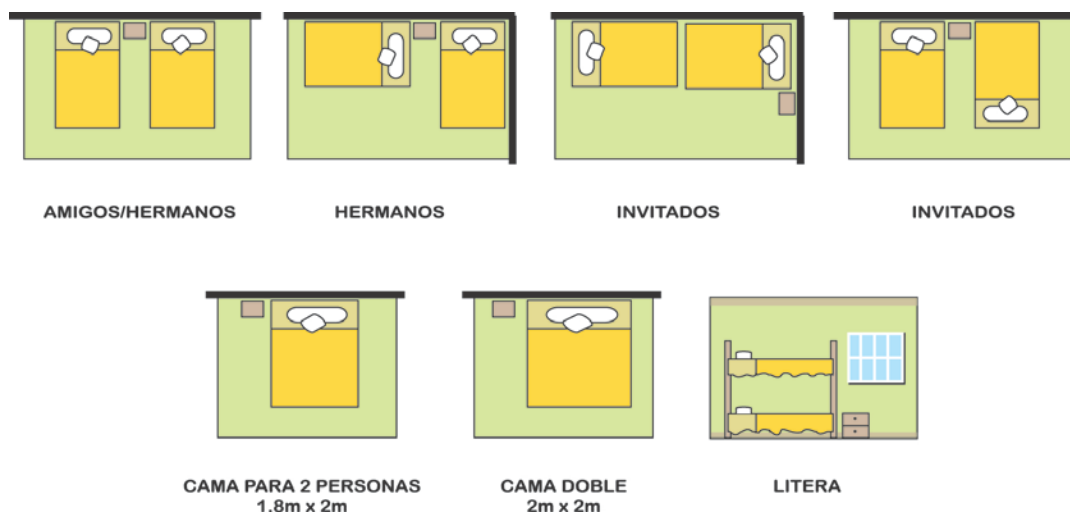 AMIGOS/HERMANOS
HERMANOS
INVITADOS
INVITADOS
CAMA PARA 2 PERSONAS
1.8m x 2m
CAMA DOBLE
2m x 2m
LITERA